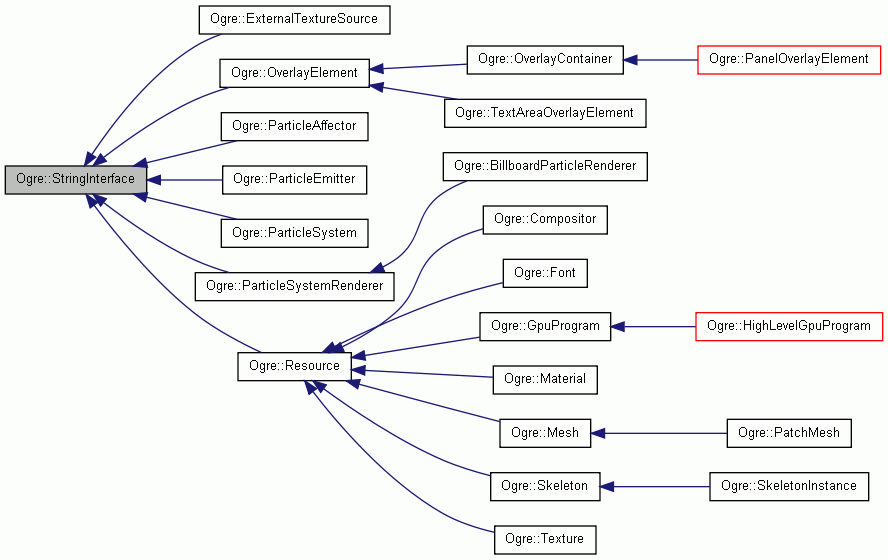 Ogre::ExternalTextureSource
Ogre::OverlayElement
Ogre::OverlayContainer
Ogre::PanelOverlayElement
Ogre::TextAreaOverlayElement
Ogre::ParticleAffector
Ogre::BillboardParticleRenderer
Ogre::StringInterface
Ogre::ParticleEmitter
Ogre::Compositor
Ogre::ParticleSystem
Ogre::Font
Ogre::ParticleSystemRenderer
Ogre::GpuProgram
Ogre::HighLevelGpuProgram
Ogre::Resource
Ogre::Material
Ogre::Mesh
Ogre::PatchMesh
Ogre::Skeleton
Ogre::SkeletonInstance
Ogre::Texture